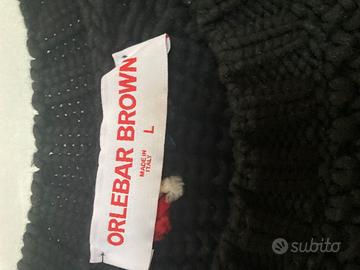 ORLEBAR BROWN
MADE IN
ITALY
L
subito